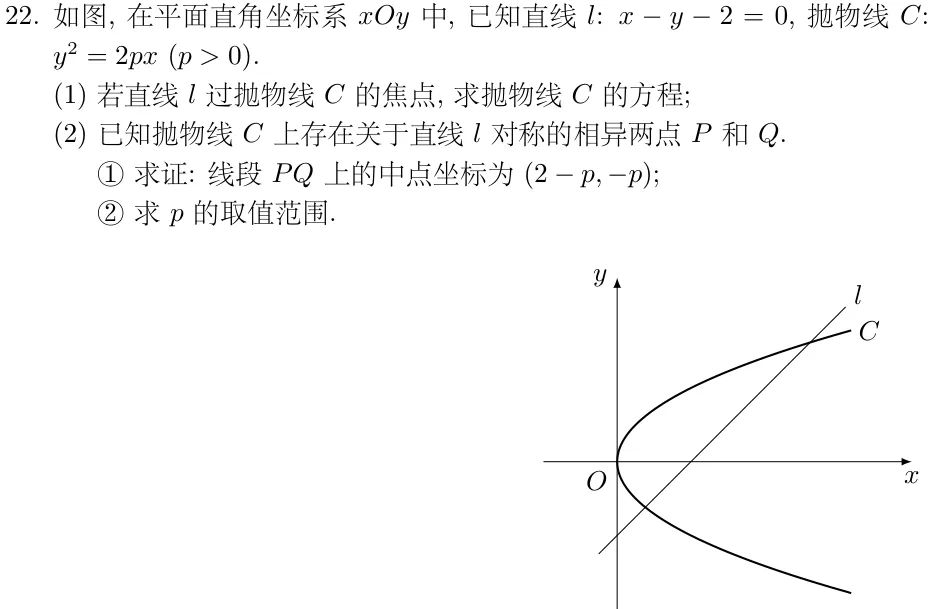 22. 如图, 在平面直角坐标系 xOy 中, 已知直线 l: x − y − 2 = 0, 抛物线 C:
y² = 2px (p > 0).
(1) 若直线 l 过抛物线 C 的焦点, 求抛物线 C 的方程;
(2) 已知抛物线 C 上存在关于直线 l 对称的相异两点 P 和 Q.
① 求证: 线段 PQ 上的中点坐标为 (2 − p, −p);
② 求 p 的取值范围.
y
l
C
O
x